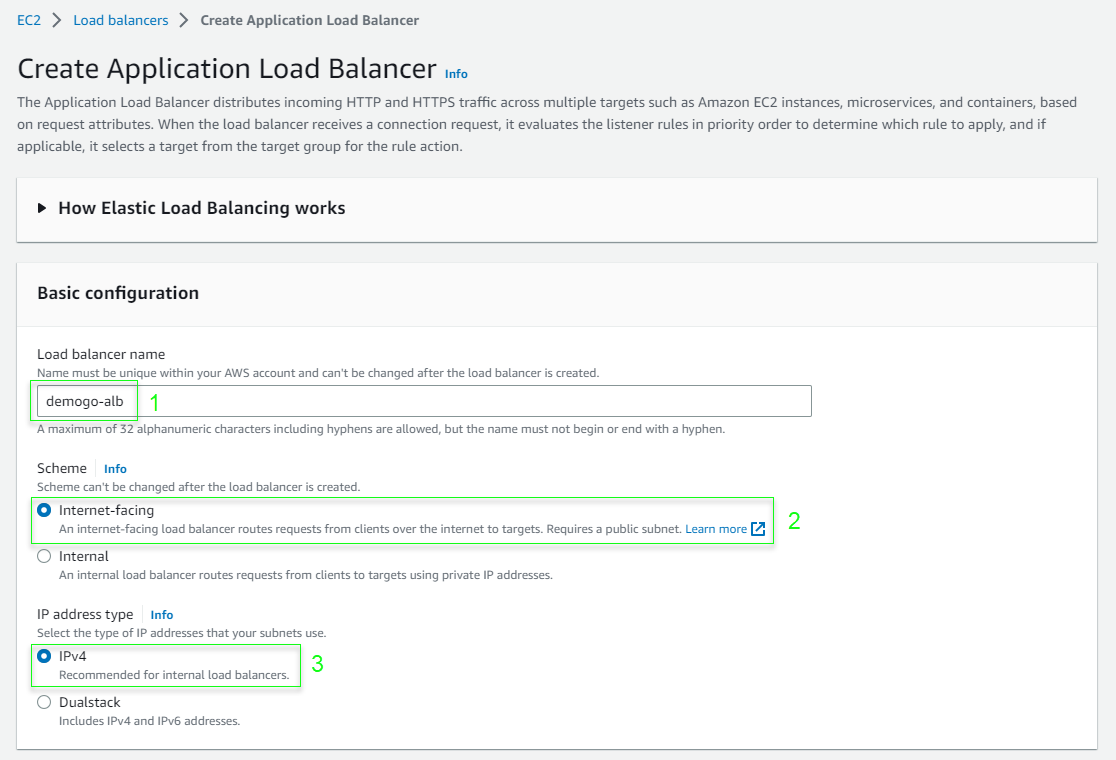 EC2 > Load balancers > Create Application Load Balancer
Create Application Load Balancer Info
The Application Load Balancer distributes incoming HTTP and HTTPS traffic across multiple targets such as Amazon EC2 instances, microservices, and containers, based
on request attributes. When the load balancer receives a connection request, it evaluates the listener rules in priority order to determine which rule to apply, and if
applicable, it selects a target from the target group for the rule action.
How Elastic Load Balancing works
Basic configuration
Load balancer name
Name must be unique within your AWS account and can't be changed after the load balancer is created.
demogo-alb 1
A maximum of 32 alphanumeric characters including hyphens are allowed, but the name must not begin or end with a hyphen.
Scheme Info
Scheme can't be changed after the load balancer is created.
Internet-facing
An internet-facing load balancer routes requests from clients over the internet to targets. Requires a public subnet. Learn more 2
Internal
An internal load balancer routes requests from clients to targets using private IP addresses.
IP address type Info
Select the type of IP addresses that your subnets use.
IPv4 3
Recommended for internal load balancers.
Dualstack
Includes IPv4 and IPv6 addresses.